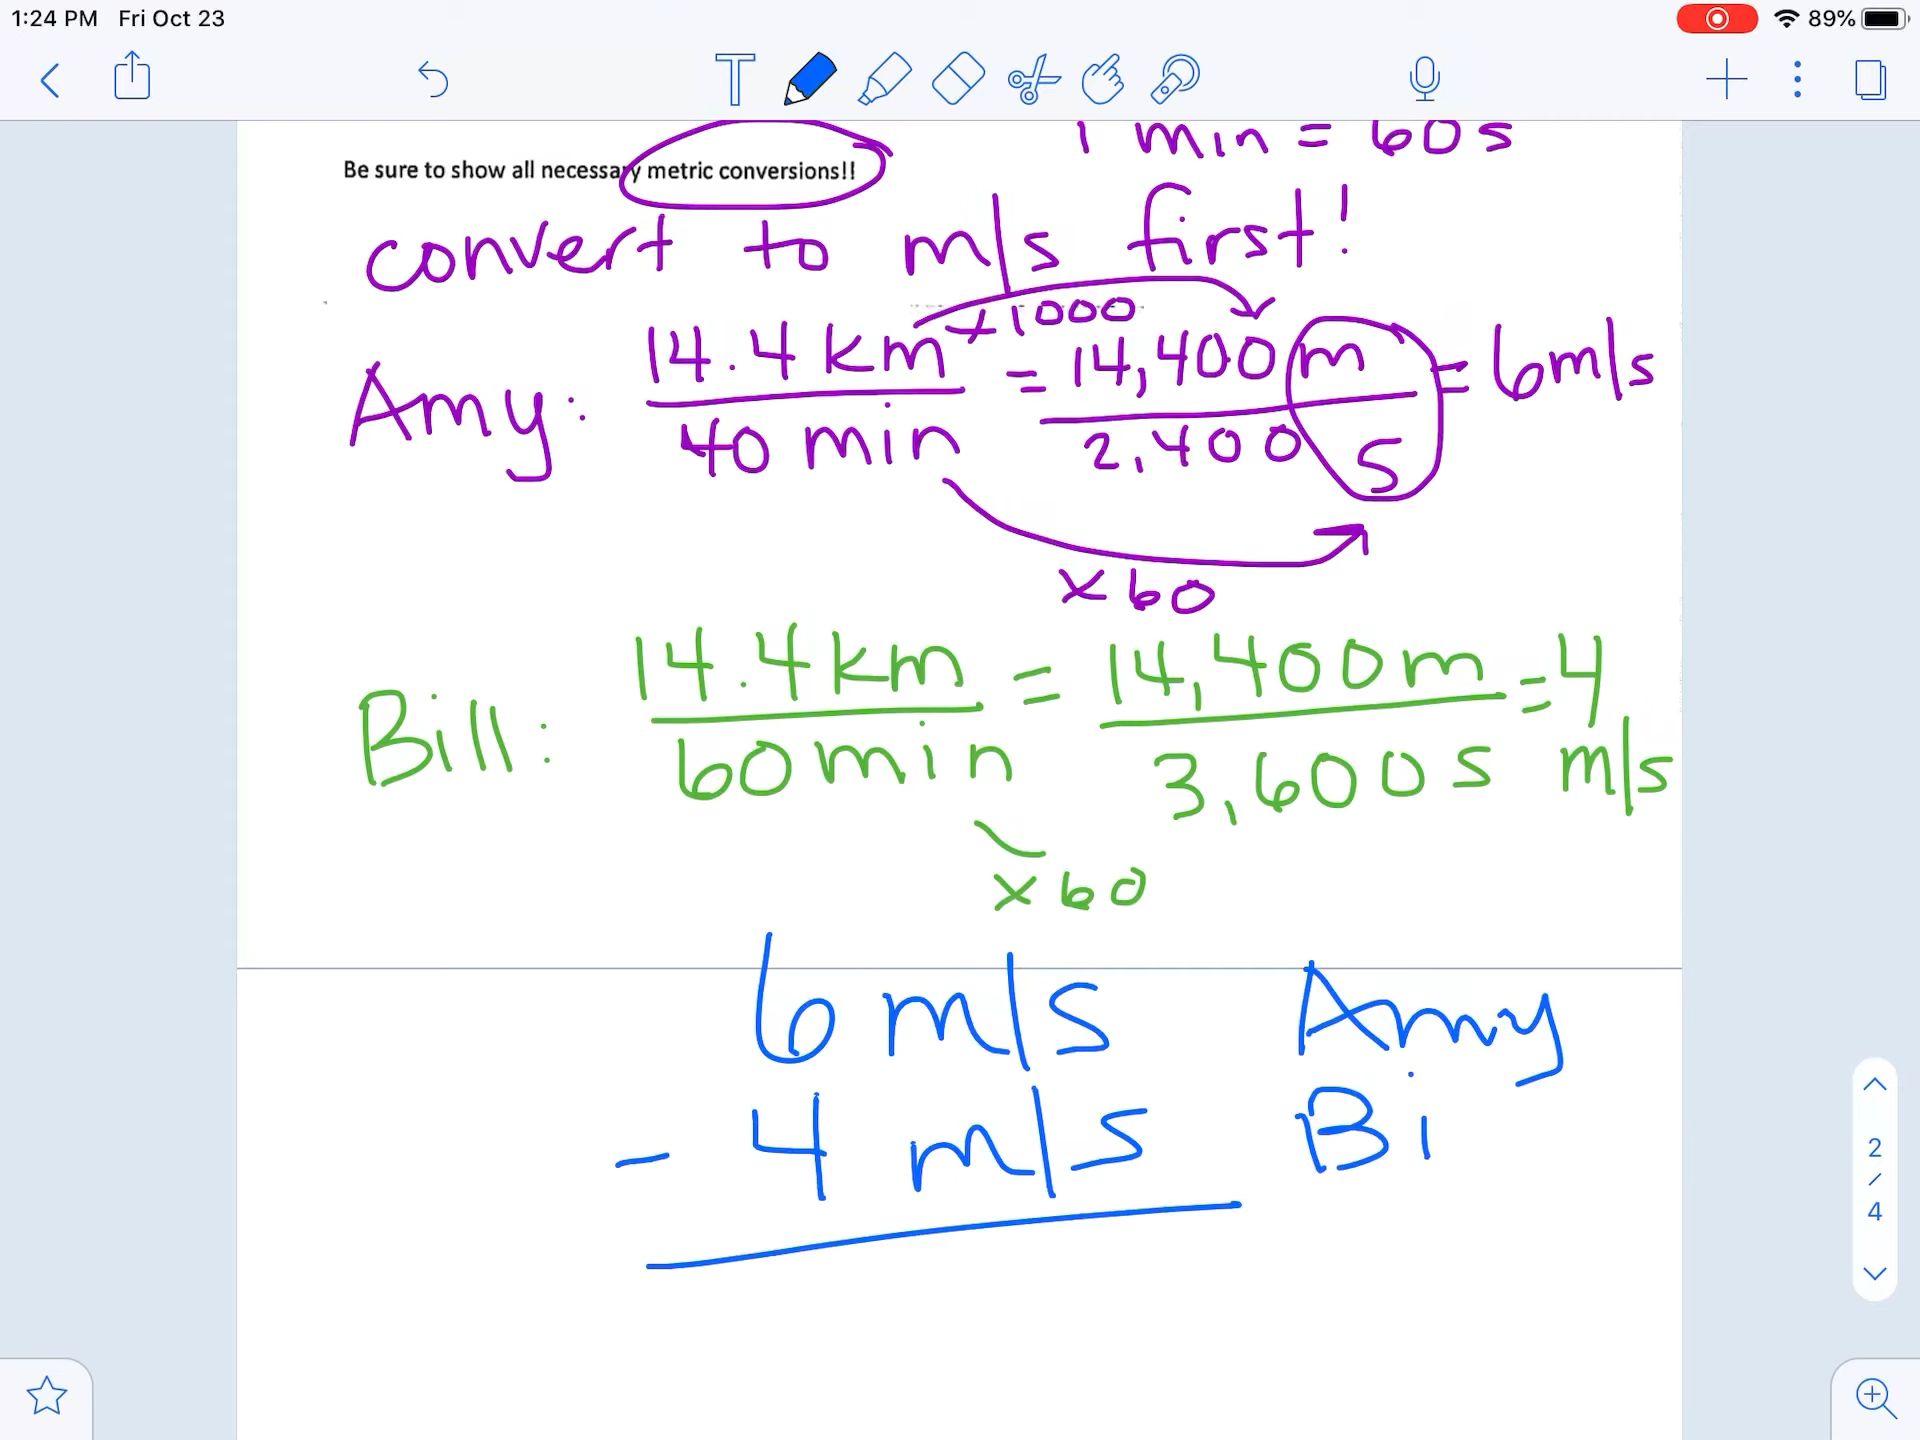 1:24 PM Fri Oct 23
89%
T
1 min = 60 s
Be sure to show all necessary metric conversions!!
convert to m/s first!
x1000
Amy: 14.4 km = 14,400 m = 6 m/s
40 min 2,400 s
x 60
Bill: 14.4 km = 14,400 m = 4
60 min 3,600 s m/s
x 60
6 m/s Amy
- 4 m/s Bi
2
/
4